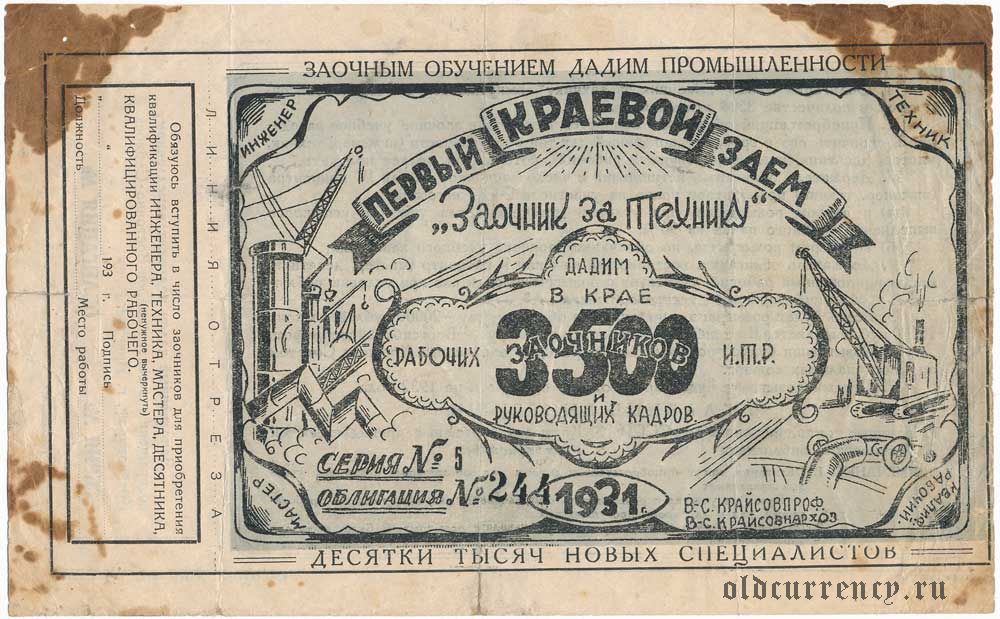 ЗАОЧНЫМ ОБУЧЕНИЕМ ДАДИМ ПРОМЫШЛЕННОСТИ
ИНЖЕНЕР
ТЕХНИК
ПЕРВЫЙ КРАЕВОЙ ЗАЕМ
„Заочник за технику“
ДАДИМ
В КРАЕ
3500
РАБОЧИХ ЗАОЧНИКОВ И.Т.Р.
И
РУКОВОДЯЩИХ КАДРОВ.
СЕРИЯ № 5
ОБЛИГАЦИЯ № 244
1931 г.
В.-С. КРАЙСОВПРОФ.
В-С. КРАЙСОВНАРХОЗ
МАСТЕР
КВАЛИФ.
РАБОЧИЙ.
ДЕСЯТКИ ТЫСЯЧ НОВЫХ СПЕЦИАЛИСТОВ
ЛИНИЯ ОТРЕЗА
Обязуюсь вступить в число заочников для приобретения
квалификации ИНЖЕНЕРА, ТЕХНИКА, МАСТЕРА, ДЕСЯТНИКА,
(ненужное вычеркнуть)
КВАЛИФИЦИРОВАННОГО РАБОЧЕГО.
„ “ 193 г. Подпись
Должность Место работы
oldcurrency.ru